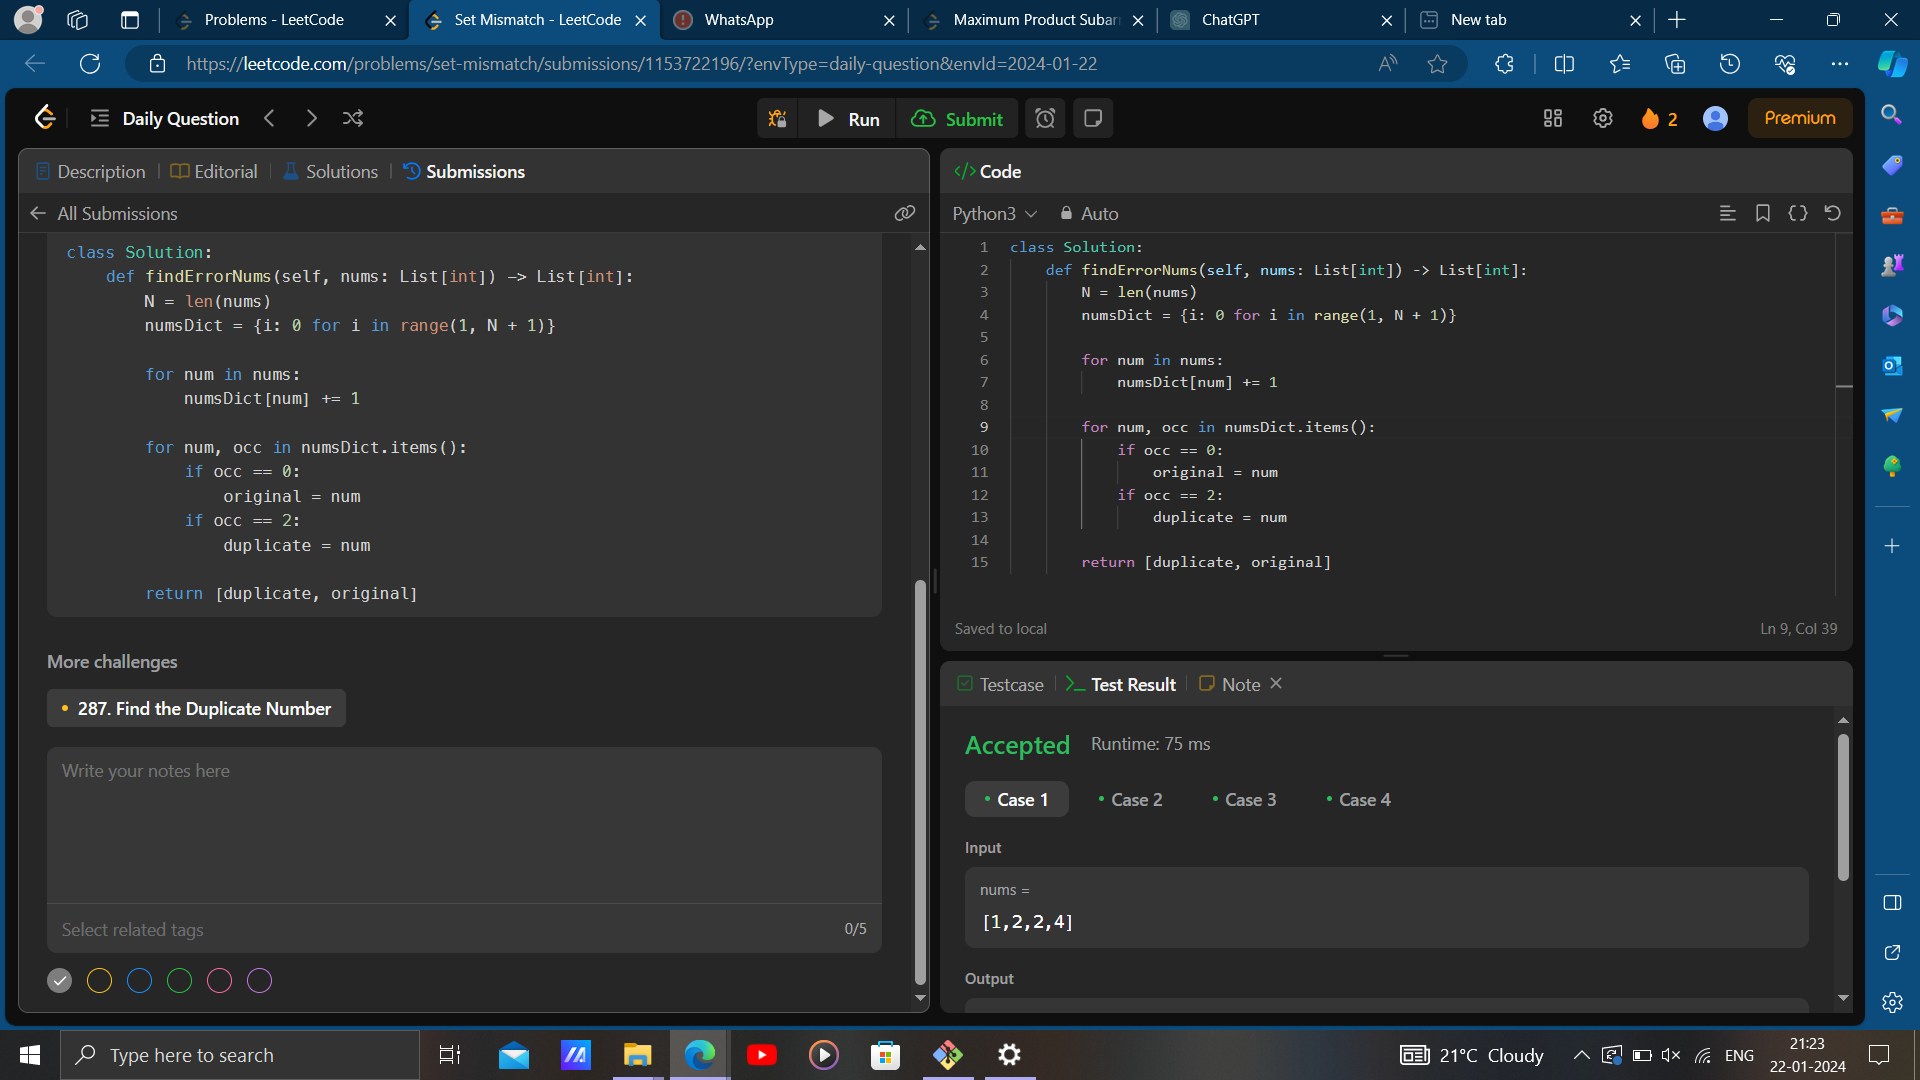 Problems - LeetCode
Set Mismatch - LeetCode
WhatsApp
Maximum Product Subar
ChatGPT
New tab
https://leetcode.com/problems/set-mismatch/submissions/1153722196/?envType=daily-question&envId=2024-01-22
Daily Question
Run
Submit
2
Premium
Description
Editorial
Solutions
Submissions
All Submissions
class Solution:
    def findErrorNums(self, nums: List[int]) -> List[int]:
        N = len(nums)
        numsDict = {i: 0 for i in range(1, N + 1)}
        for num in nums:
            numsDict[num] += 1
        for num, occ in numsDict.items():
            if occ == 0:
                original = num
            if occ == 2:
                duplicate = num
        return [duplicate, original]
More challenges
287. Find the Duplicate Number
Write your notes here
Select related tags
0/5
Code
Python3
Auto
1 class Solution:
2     def findErrorNums(self, nums: List[int]) -> List[int]:
3         N = len(nums)
4         numsDict = {i: 0 for i in range(1, N + 1)}
5
6         for num in nums:
7             numsDict[num] += 1
8
9         for num, occ in numsDict.items():
10             if occ == 0:
11                 original = num
12             if occ == 2:
13                 duplicate = num
14
15         return [duplicate, original]
Saved to local
Ln 9, Col 39
Testcase
Test Result
Note
Accepted
Runtime: 75 ms
Case 1
Case 2
Case 3
Case 4
Input
nums =
[1,2,2,4]
Output
Type here to search
21°C Cloudy
ENG
21:23
22-01-2024